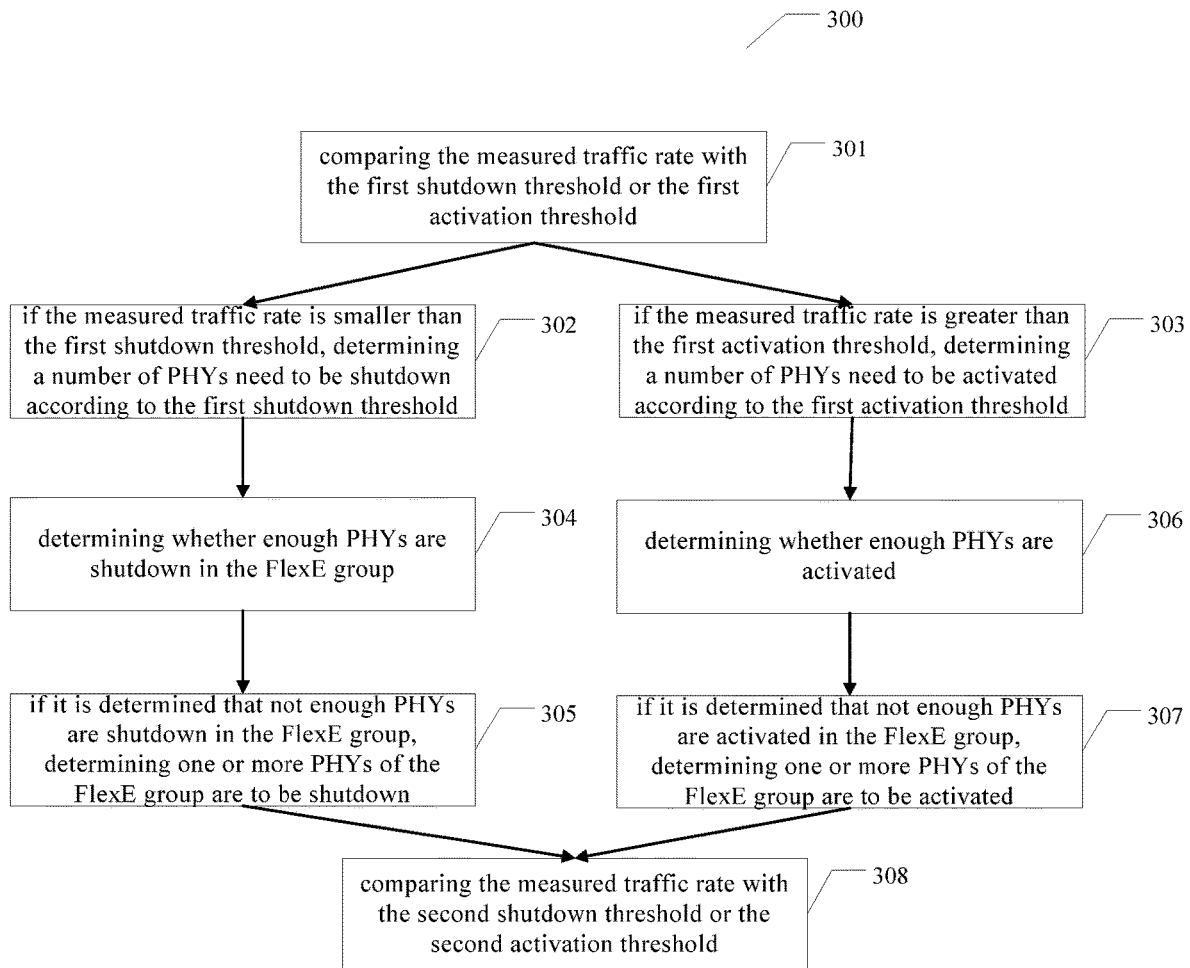 300
comparing the measured traffic rate with
the first shutdown threshold or the first
activation threshold
301
if the measured traffic rate is smaller than
the first shutdown threshold, determining
a number of PHYs need to be shutdown
according to the first shutdown threshold
302
if the measured traffic rate is greater than
the first activation threshold, determining
a number of PHYs need to be activated
according to the first activation threshold
303
determining whether enough PHYs are
shutdown in the FlexE group
304
determining whether enough PHYs are
activated
306
if it is determined that not enough PHYs
are shutdown in the FlexE group,
determining one or more PHYs of the
FlexE group are to be shutdown
305
if it is determined that not enough PHYs
are activated in the FlexE group,
determining one or more PHYs of the
FlexE group are to be activated
307
comparing the measured traffic rate with
the second shutdown threshold or the
second activation threshold
308